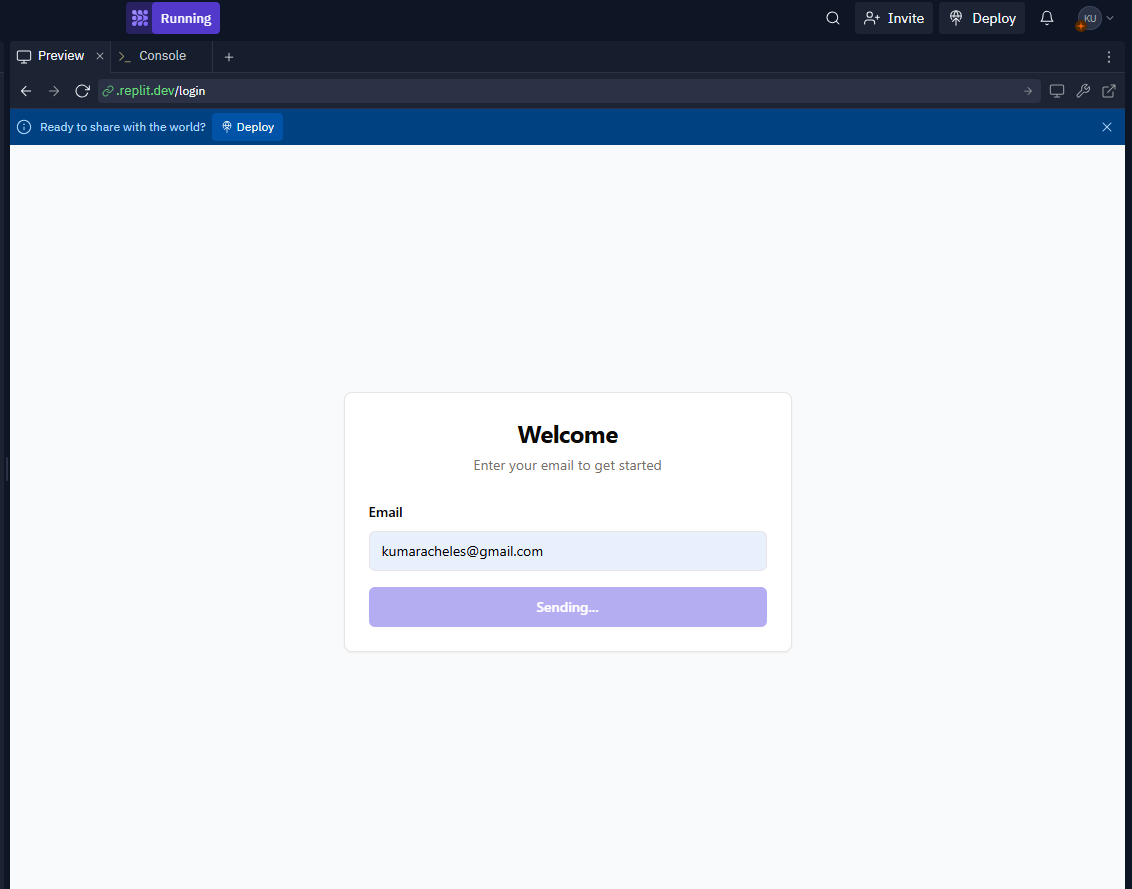 Running
Invite
Deploy
KU
Preview
Console
.replit.dev/login
Ready to share with the world?
Deploy
Welcome
Enter your email to get started
Email
kumaracheles@gmail.com
Sending...